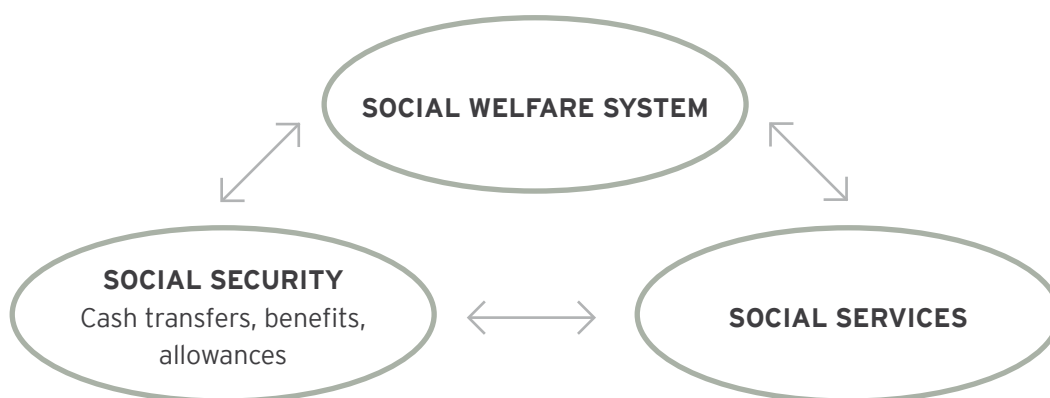 SOCIAL WELFARE SYSTEM
SOCIAL SECURITY
Cash transfers, benefits,
allowances
SOCIAL SERVICES